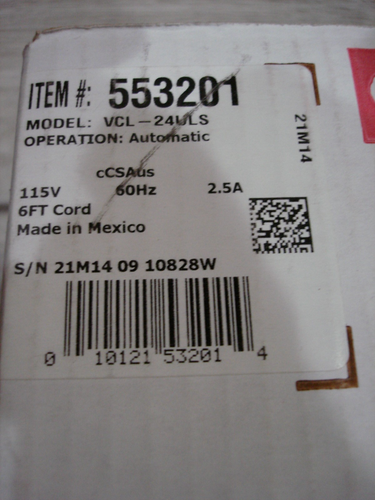 ITEM #: 553201
MODEL: VCL-24ULS
OPERATION: Automatic
21M14
cCSAus
115V 60Hz 2.5A
6FT Cord
Made in Mexico
S/N 21M14 09 10828W
0 10121 53201 4